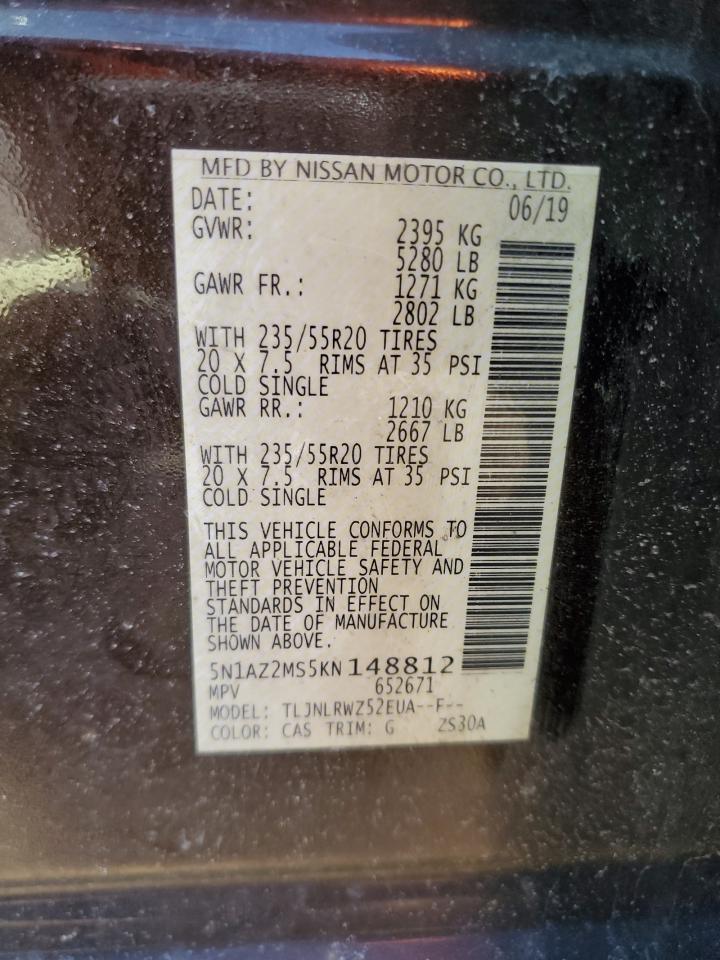 MFD BY NISSAN MOTOR CO., LTD.
DATE: 06/19
GVWR: 2395 KG
5280 LB
GAWR FR.: 1271 KG
2802 LB
WITH 235/55R20 TIRES
20 X 7.5 RIMS AT 35 PSI
COLD SINGLE
GAWR RR.: 1210 KG
2667 LB
WITH 235/55R20 TIRES
20 X 7.5 RIMS AT 35 PSI
COLD SINGLE
THIS VEHICLE CONFORMS TO
ALL APPLICABLE FEDERAL
MOTOR VEHICLE SAFETY AND
THEFT PREVENTION
STANDARDS IN EFFECT ON
THE DATE OF MANUFACTURE
SHOWN ABOVE.
5N1AZ2MS5KN148812
MPV 652671
MODEL: TLJNLRWZ52EUA--F--
COLOR: CAS TRIM: G ZS30A